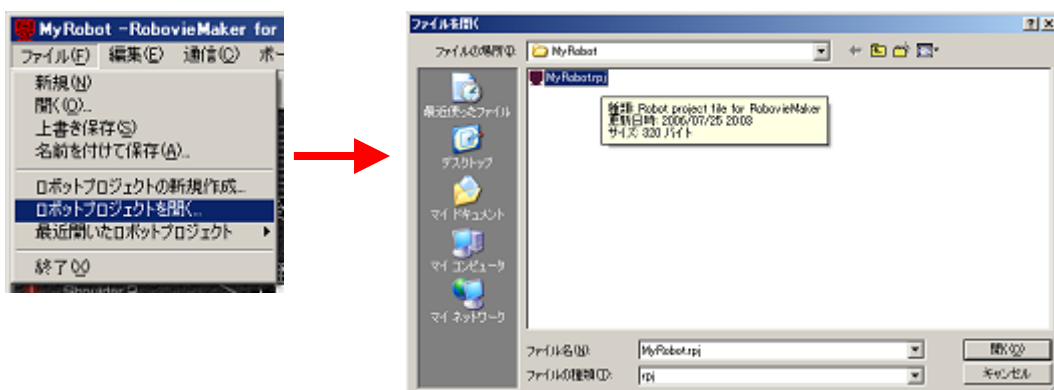 MyRobot -RobovieMaker for
ファイル(F) 編集(E) 通信(C) ポー
新規(N)
開く(O)...
上書き保存(S)
名前を付けて保存(A)...
ロボットプロジェクトの新規作成...
ロボットプロジェクトを開く...
最近開いたロボットプロジェクト
終了(X)
ファイルを開く
ファイルの場所(I):
MyRobot
MyRobot.rpj
種類: Robot project file for RobovieMaker
更新日時: 2006/07/25 20:03
サイズ: 320 バイト
最近使ったファイル
デスクトップ
マイ ドキュメント
マイ コンピュータ
マイ ネットワーク
ファイル名(N):
MyRobot.rpj
開く(O)
ファイルの種類(T):
rpj
キャンセル